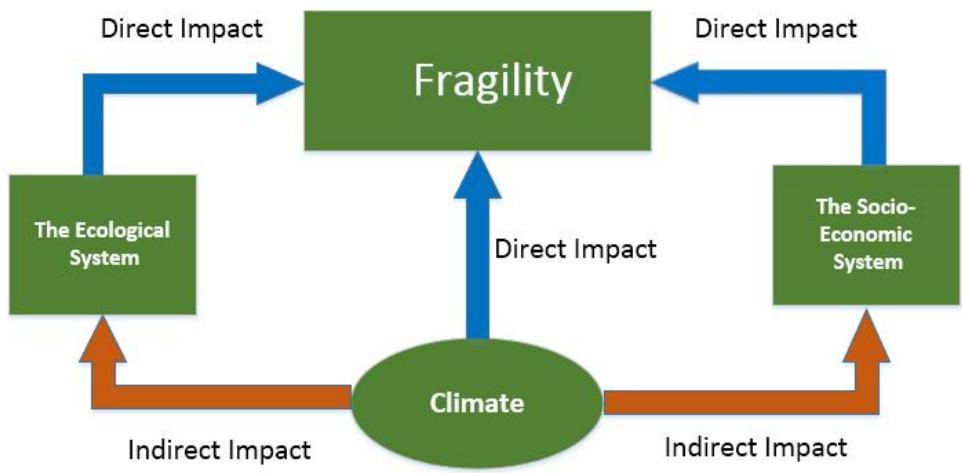 Direct Impact
Direct Impact
Fragility
The Ecological
System
The Socio-
Economic
System
Direct Impact
Climate
Indirect Impact
Indirect Impact